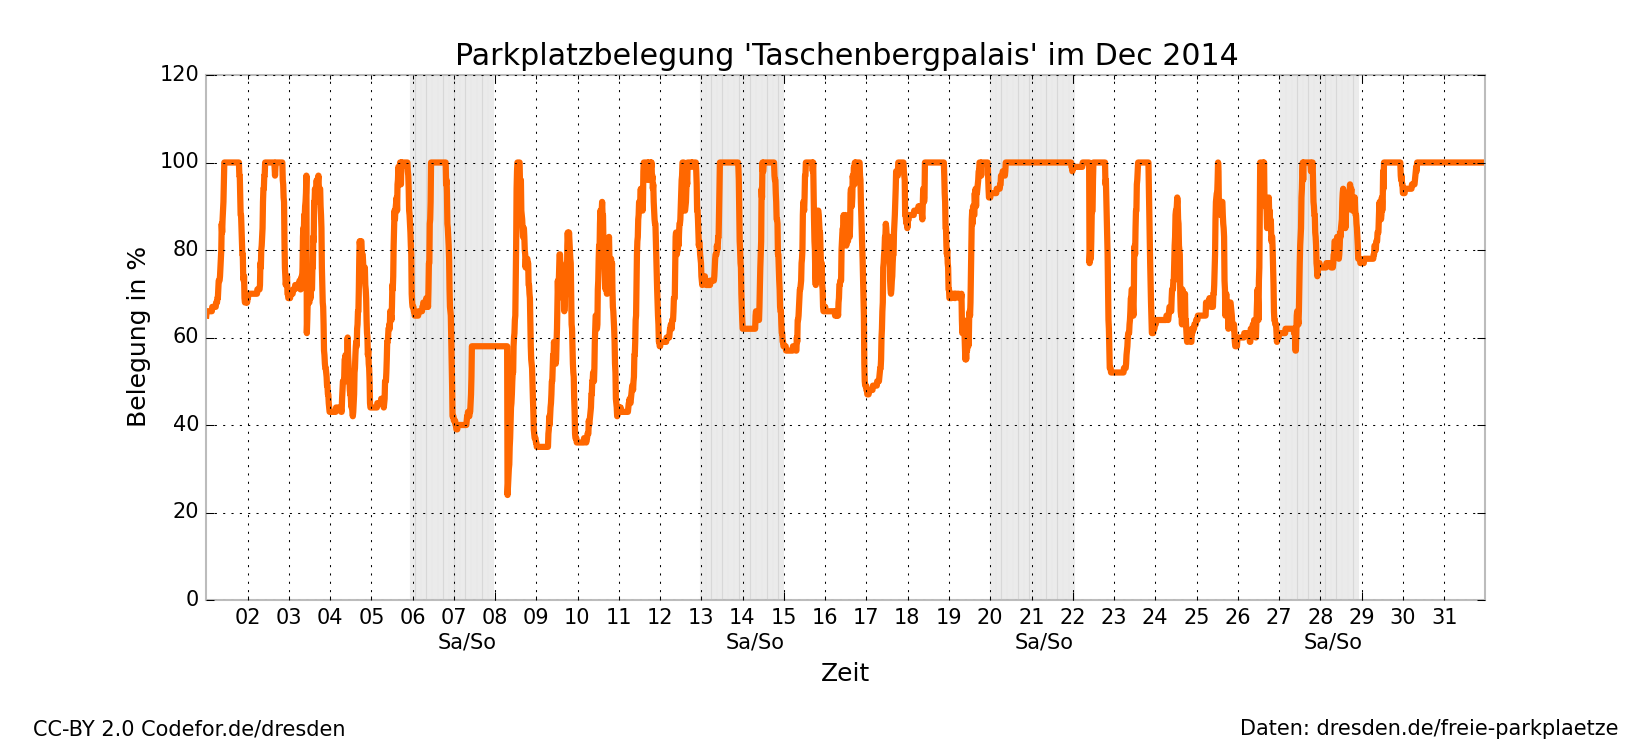 Parkplatzbelegung 'Taschenbergpalais' im Dec 2014
120
100
80
60
40
20
0
Belegung in %
02 03 04 05 06 07 08 09 10 11 12 13 14 15 16 17 18 19 20 21 22 23 24 25 26 27 28 29 30 31
Sa/So Sa/So Sa/So Sa/So
Zeit
CC-BY 2.0 Codefor.de/dresden
Daten: dresden.de/freie-parkplaetze